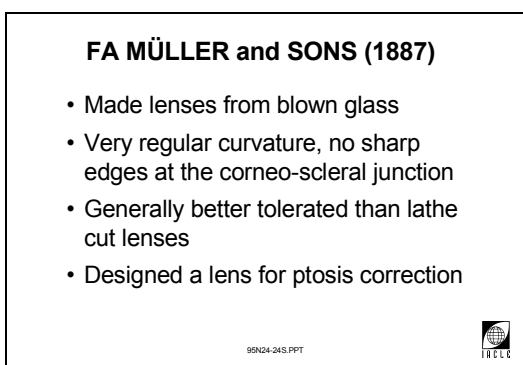 FA MÜLLER and SONS (1887)
• Made lenses from blown glass
• Very regular curvature, no sharp
edges at the corneo-scleral junction
• Generally better tolerated than lathe
cut lenses
• Designed a lens for ptosis correction
95N24-24S.PPT
IACLE